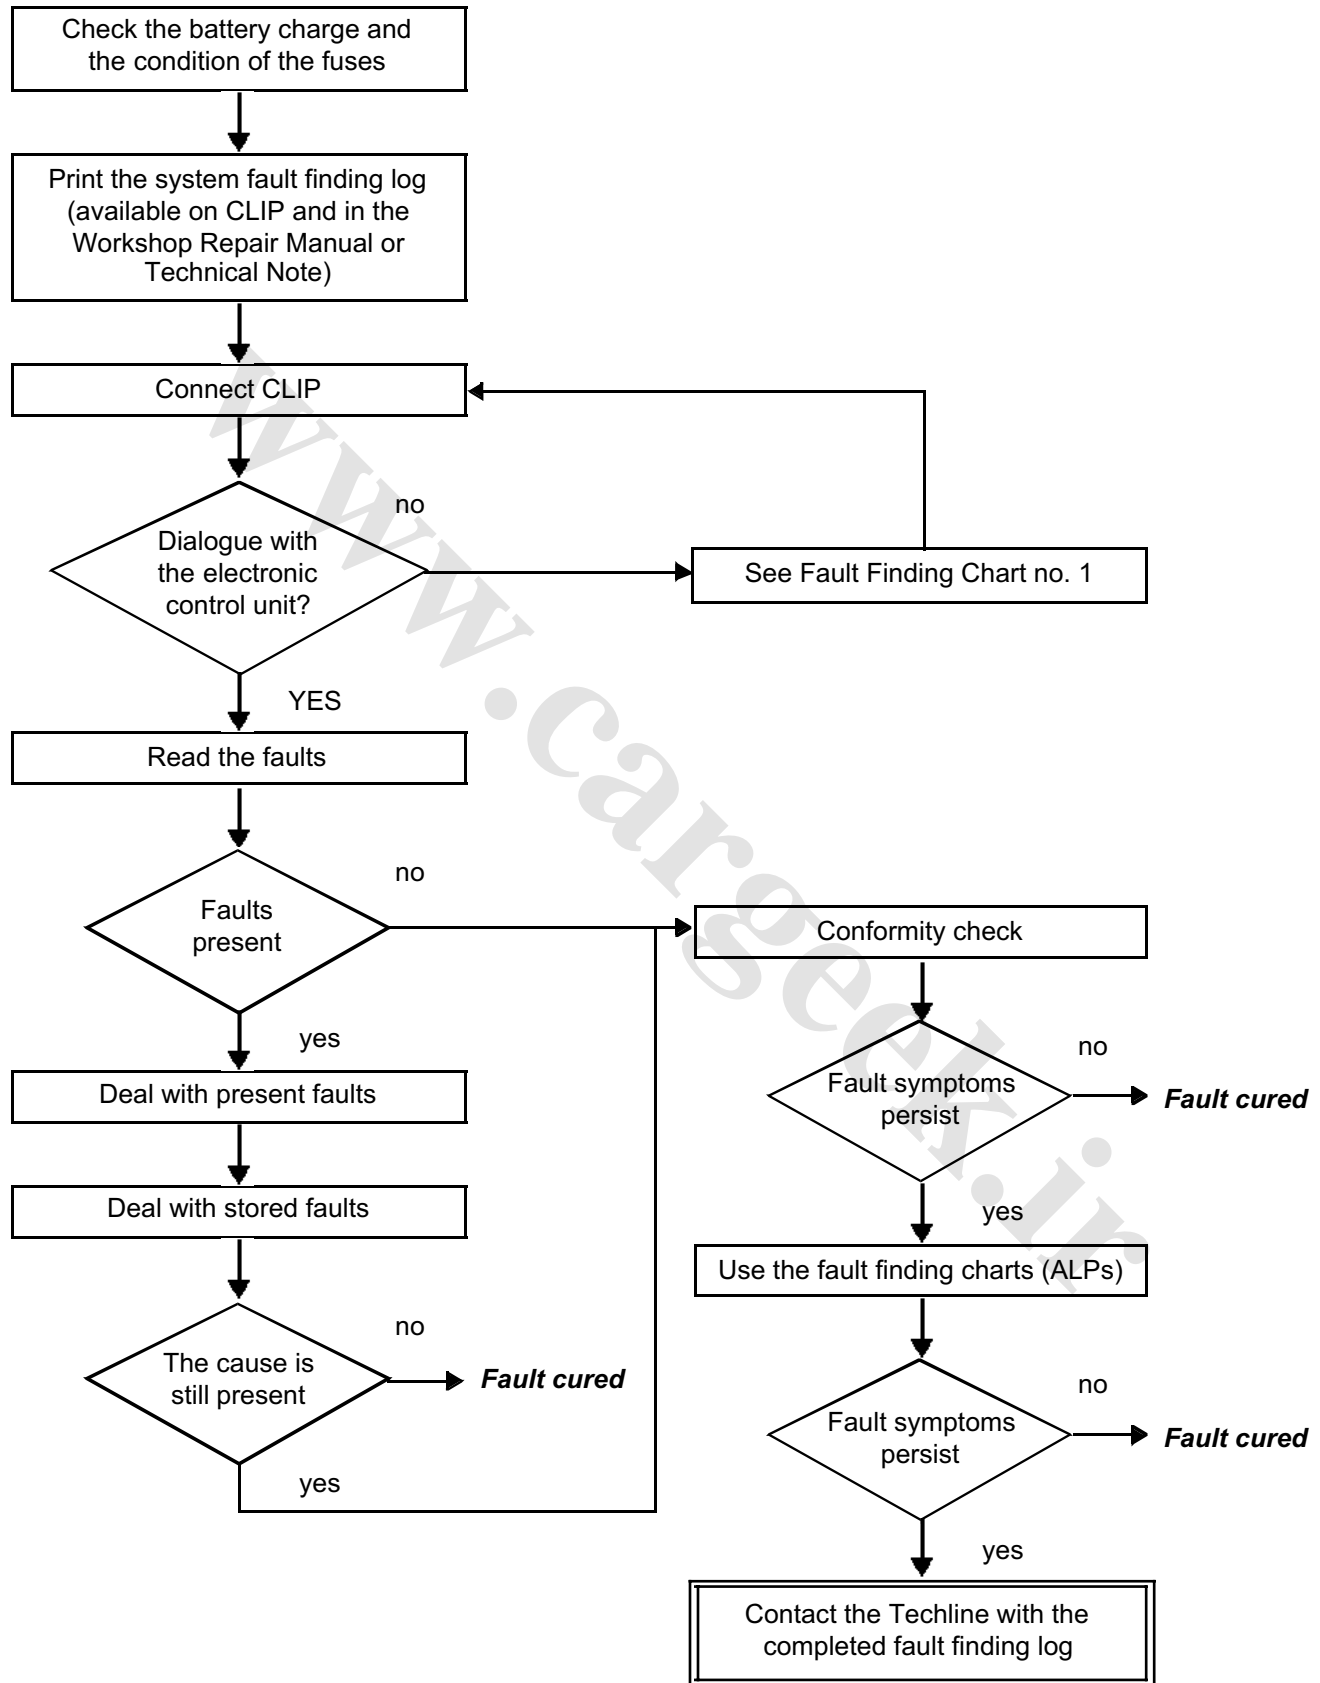 Check the battery charge and
the condition of the fuses
Print the system fault finding log
(available on CLIP and in the
Workshop Repair Manual or
Technical Note)
Connect CLIP
no
Dialogue with
the electronic
control unit?
See Fault Finding Chart no. 1
YES
Read the faults
no
Faults
present
Conformity check
yes
Deal with present faults
no
Fault symptoms
persist
Fault cured
Deal with stored faults
yes
Use the fault finding charts (ALPs)
no
The cause is
still present
Fault cured
no
Fault symptoms
persist
Fault cured
yes
yes
Contact the Techline with the
completed fault finding log
www.cargeek.ir